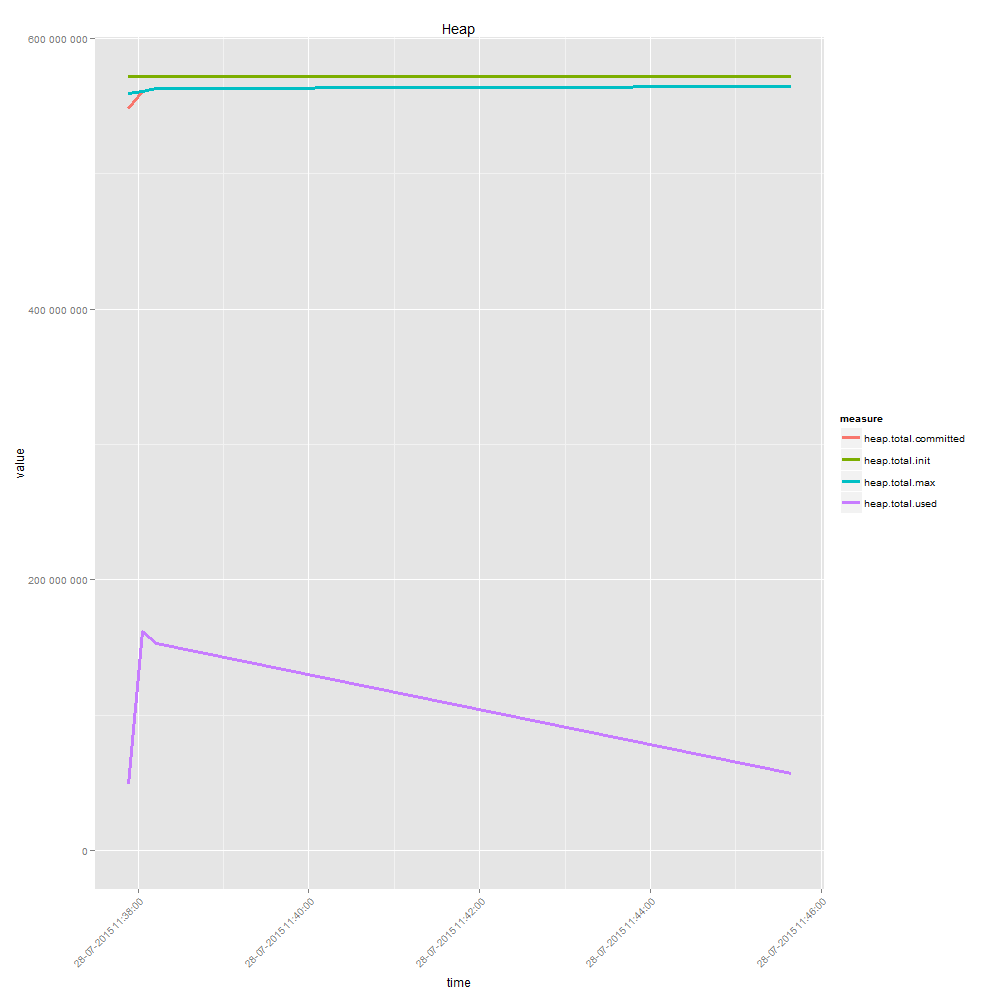 Heap
600 000 000
400 000 000
200 000 000
0
value
28-07-2015 11:38:00
28-07-2015 11:40:00
28-07-2015 11:42:00
28-07-2015 11:44:00
28-07-2015 11:46:00
time
measure
heap.total.committed
heap.total.init
heap.total.max
heap.total.used